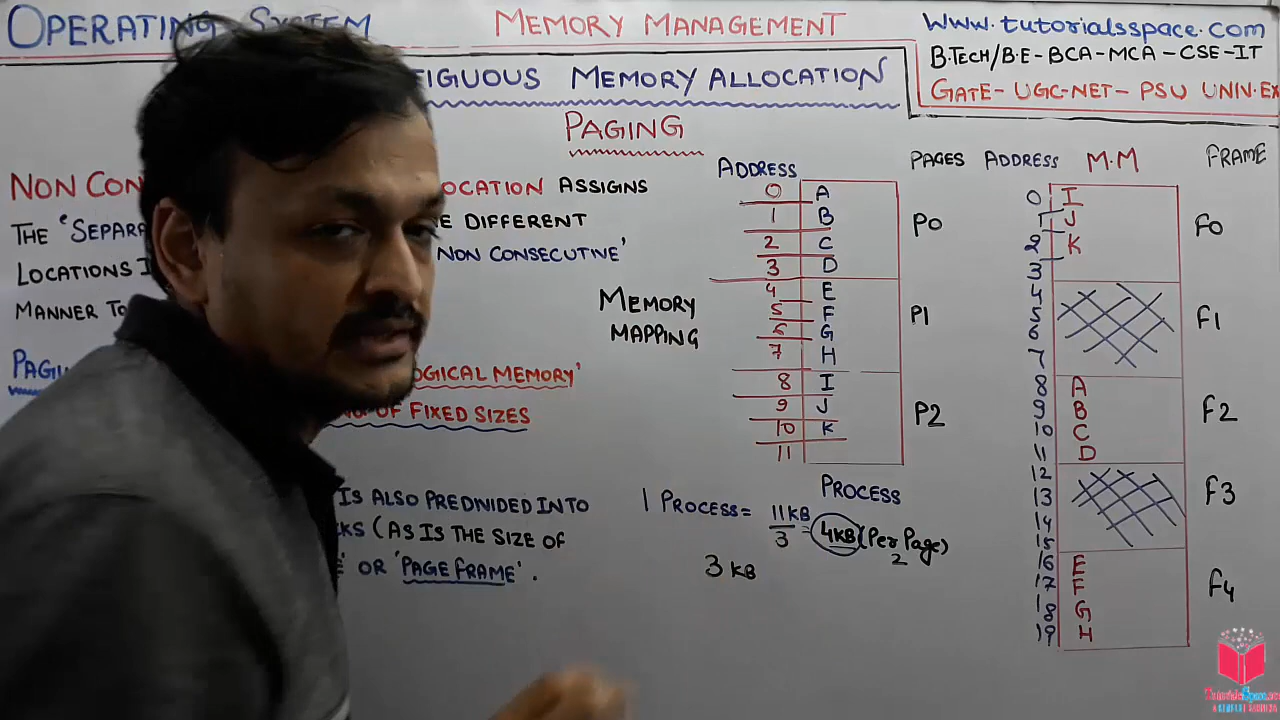 OPERATING SYSTEM
MEMORY MANAGEMENT
WWW.tutorialsspace.com
B.TECH/B.E-BCA-MCA-CSE-IT
GATE-UGC-NET-PSU UNIV.EX
TIGUOUS MEMORY ALLOCATION
PAGING
NON CON OCATION ASSIGNS
THE 'SEPARA E DIFFERENT
LOCATIONS I NON CONSECUTIVE'
MANNER TO
PAGI OGICAL MEMORY'
OF FIXED SIZES
IS ALSO PREDNIDED INTO
CKS (AS IS THE SIZE OF
OR 'PAGE FRAME'.
MEMORY
MAPPING
ADDRESS
PAGES
0 A
1 B
2 C
3 D
P0
4 E
5 F
6 G
7 H
P1
8 I
9 J
10 K
11
P2
PROCESS
1 PROCESS= 11KB
3 = 4KB (Per Page)
2
3 KB
ADDRESS M.M FRAME
0 I
1 J
2 K
3
F0
4
5
6
7
F1
8 A
9 B
10 C
11 D
F2
12
13
14
15
F3
16 E
17 F
18 G
19 H
F4